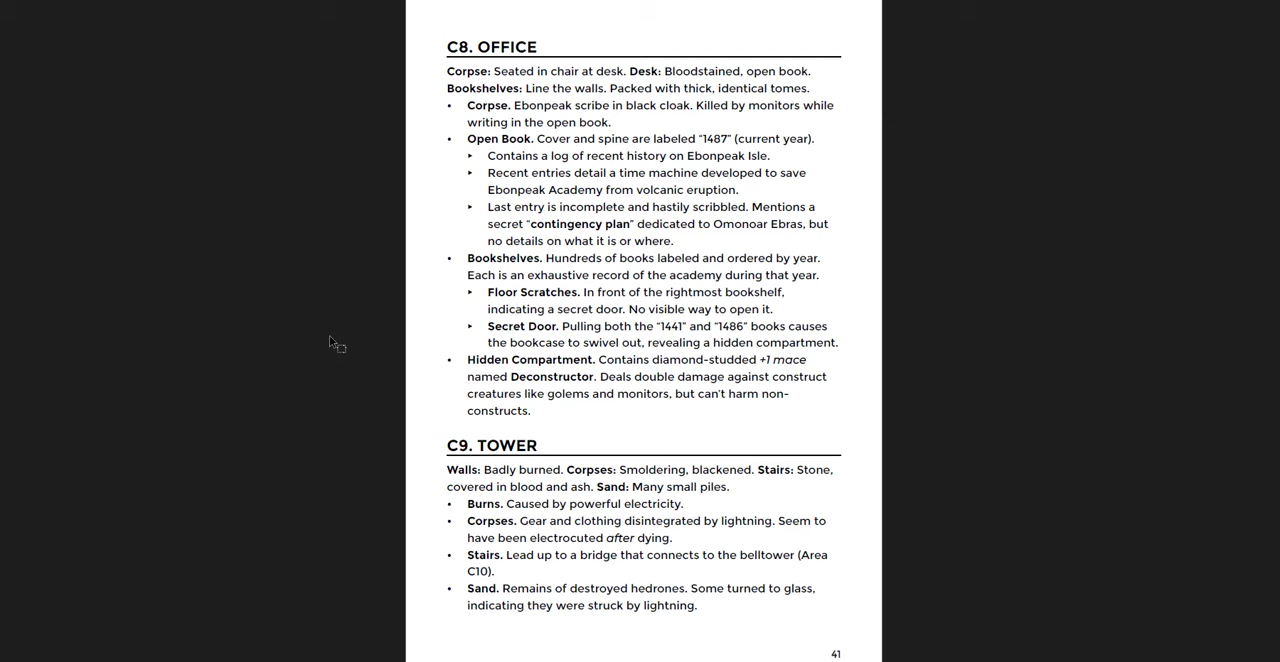 C8. OFFICE
Corpse: Seated in chair at desk. Desk: Bloodstained, open book.
Bookshelves: Line the walls. Packed with thick, identical tomes.
• Corpse. Ebonpeak scribe in black cloak. Killed by monitors while
writing in the open book.
• Open Book. Cover and spine are labeled “1487” (current year).
▸ Contains a log of recent history on Ebonpeak Isle.
▸ Recent entries detail a time machine developed to save
Ebonpeak Academy from volcanic eruption.
▸ Last entry is incomplete and hastily scribbled. Mentions a
secret “contingency plan” dedicated to Omonoar Ebras, but
no details on what it is or where.
• Bookshelves. Hundreds of books labeled and ordered by year.
Each is an exhaustive record of the academy during that year.
▸ Floor Scratches. In front of the rightmost bookshelf,
indicating a secret door. No visible way to open it.
▸ Secret Door. Pulling both the “1441” and “1486” books causes
the bookcase to swivel out, revealing a hidden compartment.
• Hidden Compartment. Contains diamond-studded +1 mace
named Deconstructor. Deals double damage against construct
creatures like golems and monitors, but can’t harm non-
constructs.
C9. TOWER
Walls: Badly burned. Corpses: Smoldering, blackened. Stairs: Stone,
covered in blood and ash. Sand: Many small piles.
• Burns. Caused by powerful electricity.
• Corpses. Gear and clothing disintegrated by lightning. Seem to
have been electrocuted after dying.
• Stairs. Lead up to a bridge that connects to the belltower (Area
C10).
• Sand. Remains of destroyed hedrones. Some turned to glass,
indicating they were struck by lightning.
41